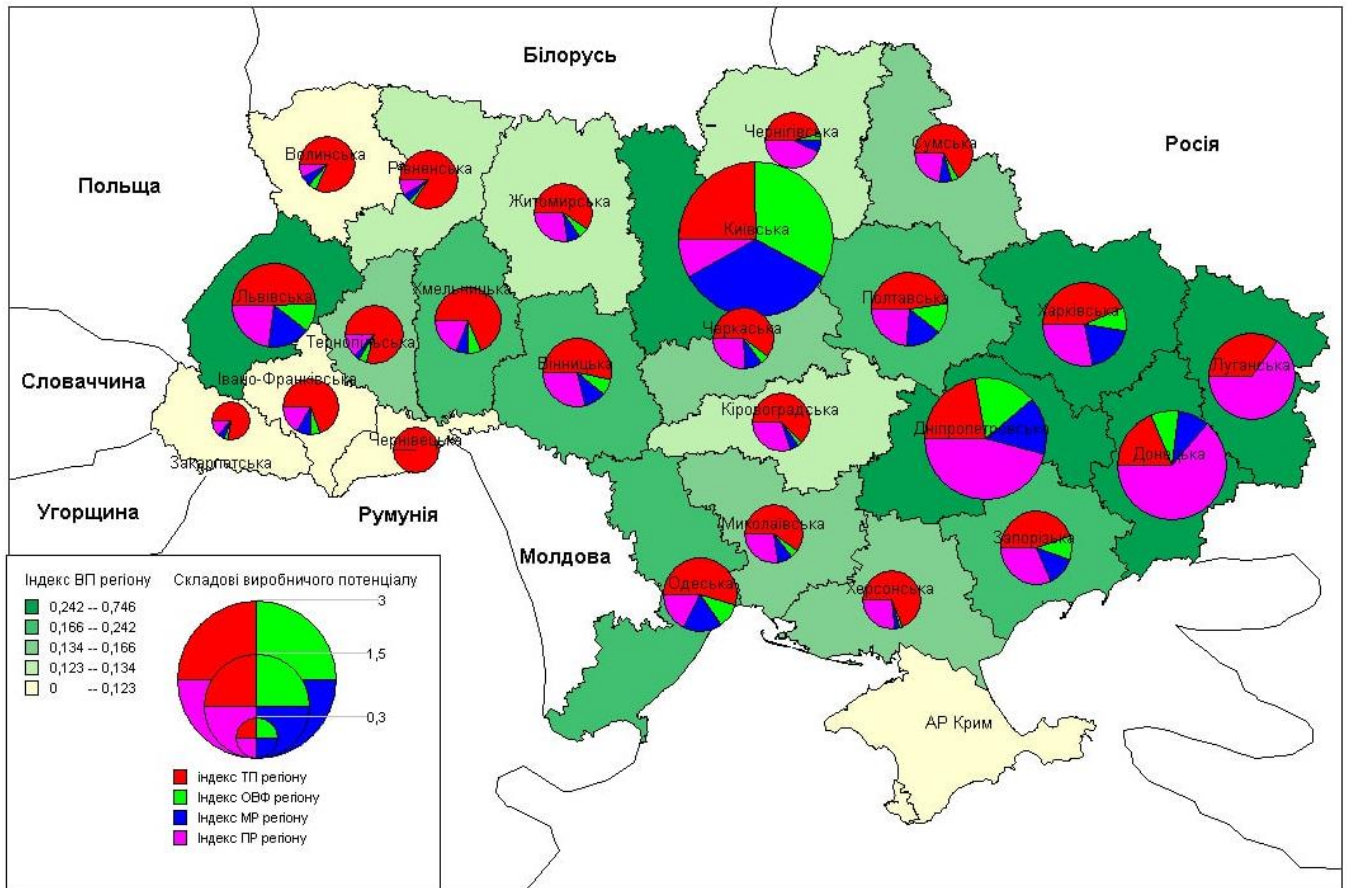 Білорусь
Росія
Польща
Словаччина
Угорщина
Румунія
Молдова
Волинська
Рівненська
Житомирська
Чернігівська
Сумська
Київська
Львівська
Тернопільська
Хмельницька
Вінницька
Черкаська
Полтавська
Харківська
Луганська
Івано-Франківська
Закарпатська
Чернівецька
Кіровоградська
Дніпропетровська
Донецька
Миколаївська
Одеська
Херсонська
Запорізька
АР Крим
Індекс ВП регіону
0,242 -- 0,746
0,166 -- 0,242
0,134 -- 0,166
0,123 -- 0,134
0 -- 0,123
Складові виробничого потенціалу
3
1,5
0,3
індекс ТП регіону
Індекс ОВФ регіону
Індекс МР регіону
Індекс ПР регіону